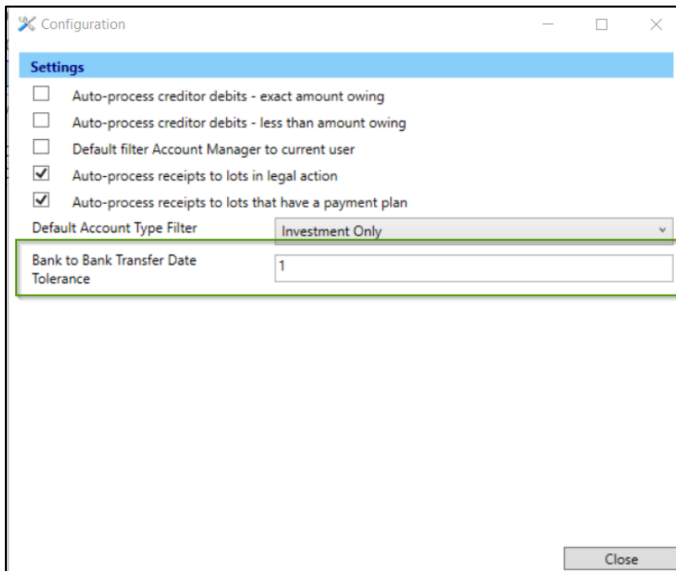 Configuration
Settings
Auto-process creditor debits - exact amount owing
Auto-process creditor debits - less than amount owing
Default filter Account Manager to current user
Auto-process receipts to lots in legal action
Auto-process receipts to lots that have a payment plan
Default Account Type Filter
Investment Only
Bank to Bank Transfer Date
Tolerance
1
Close